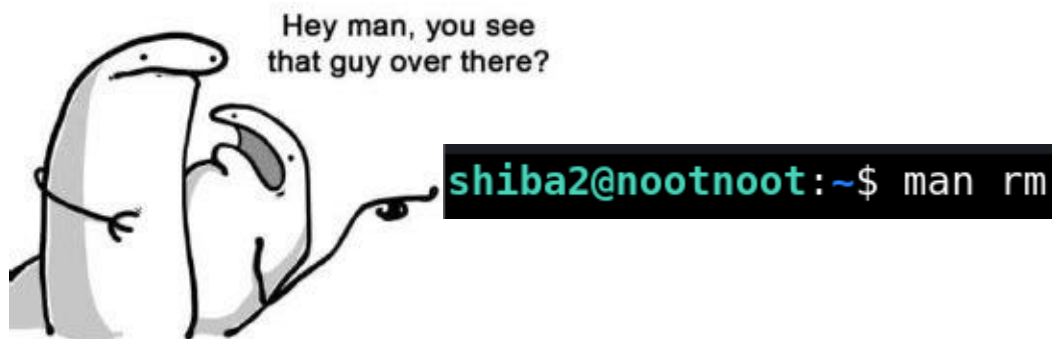 Hey man, you see
that guy over there?
shiba2@nootnoot:~$ man rm